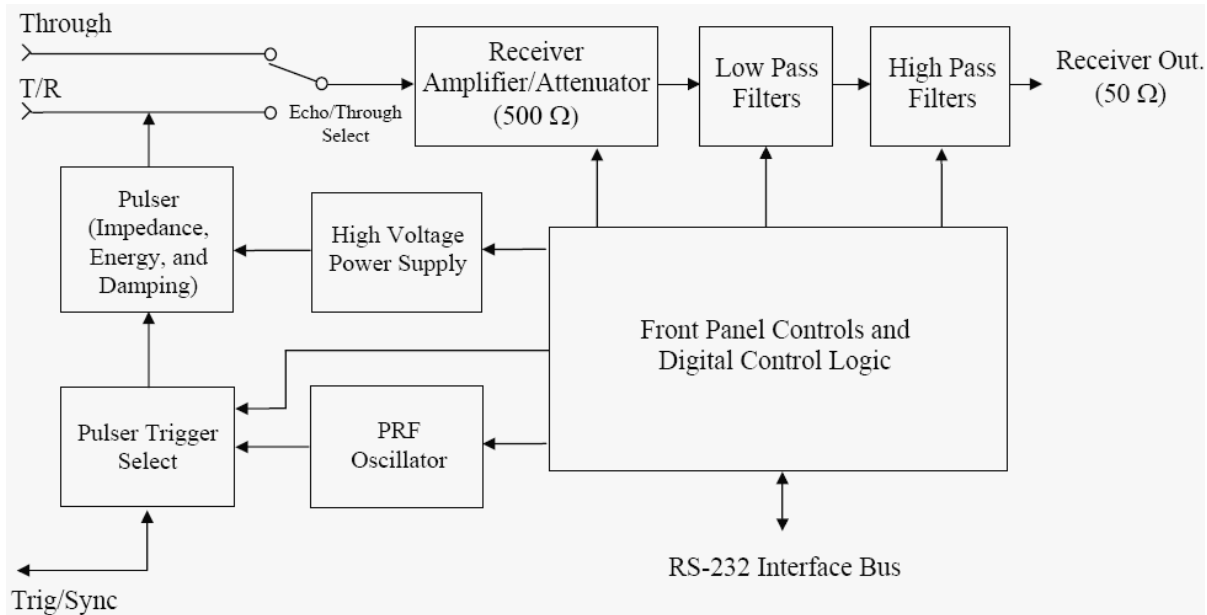 Through
T/R
Echo/Through
Select
Receiver
Amplifier/Attenuator
(500 Ω)
Low Pass
Filters
High Pass
Filters
Receiver Out.
(50 Ω)
Pulser
(Impedance,
Energy, and
Damping)
High Voltage
Power Supply
Front Panel Controls and
Digital Control Logic
Pulser Trigger
Select
PRF
Oscillator
RS-232 Interface Bus
Trig/Sync